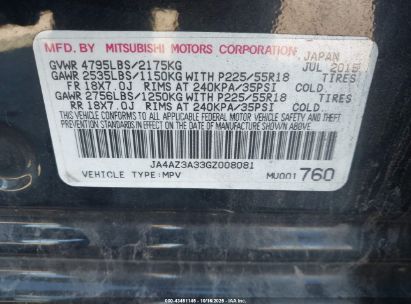 MFD BY MITSUBISHI MOTORS CORPORATION JAPAN
GVWR 4795LBS/2175KG JUL 2015
GAWR 2535LBS/1150KG WITH P225/55R18 TIRES
FR 18X7.0J RIMS AT 240KPA/35PSI COLD.
GAWR 2756LBS/1250KG WITH P225/55R18 TIRES
RR 18X7.0J RIMS AT 240KPA/35PSI COLD.
THIS VEHICLE CONFORMS TO ALL APPLICABLE FEDERAL MOTOR
VEHICLE SAFETY, BUMPER, AND THEFT
PREVENTION STANDARDS IN EFFECT ON THE DATE OF MANUFACTURE SHOWN ABOVE.
JA4AZ3A33GZ008081
VEHICLE TYPE:MPV MU001760